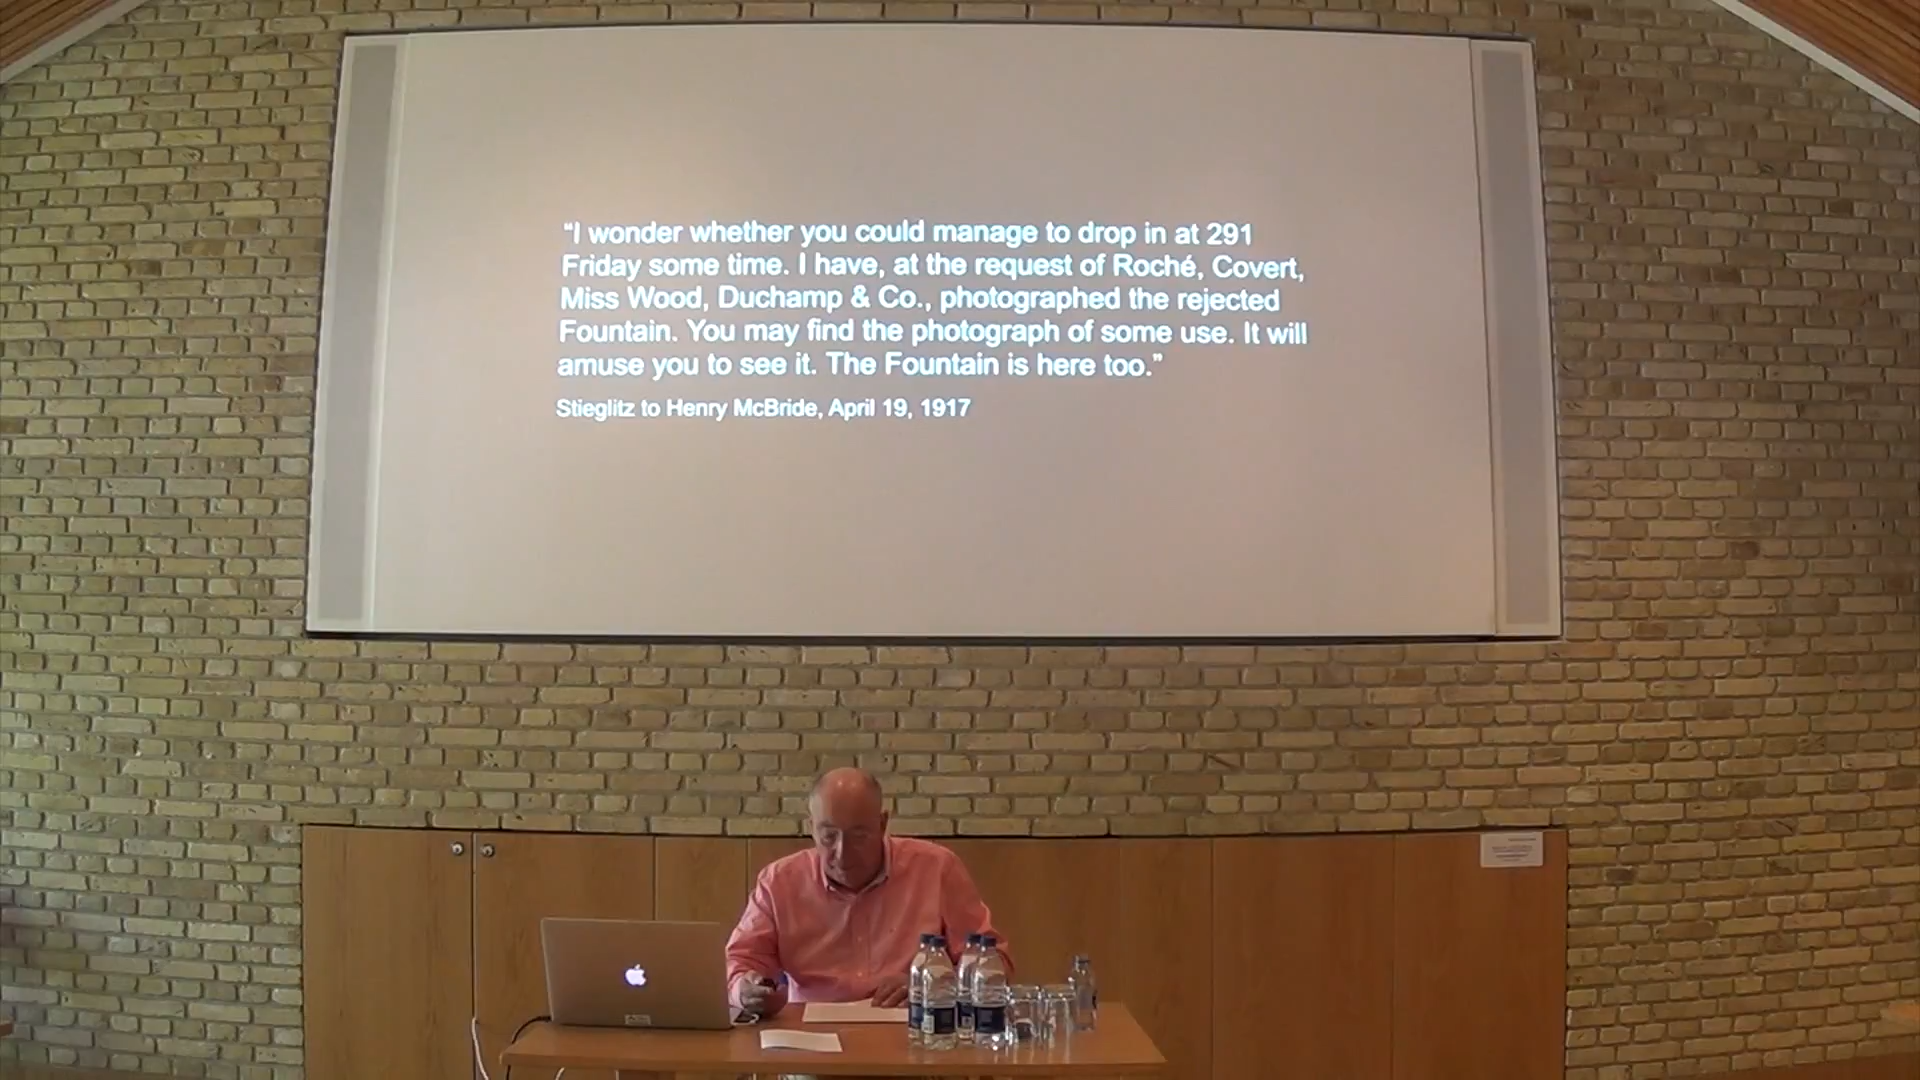 “I wonder whether you could manage to drop in at 291
Friday some time. I have, at the request of Roché, Covert,
Miss Wood, Duchamp & Co., photographed the rejected
Fountain. You may find the photograph of some use. It will
amuse you to see it. The Fountain is here too.”
Stieglitz to Henry McBride, April 19, 1917